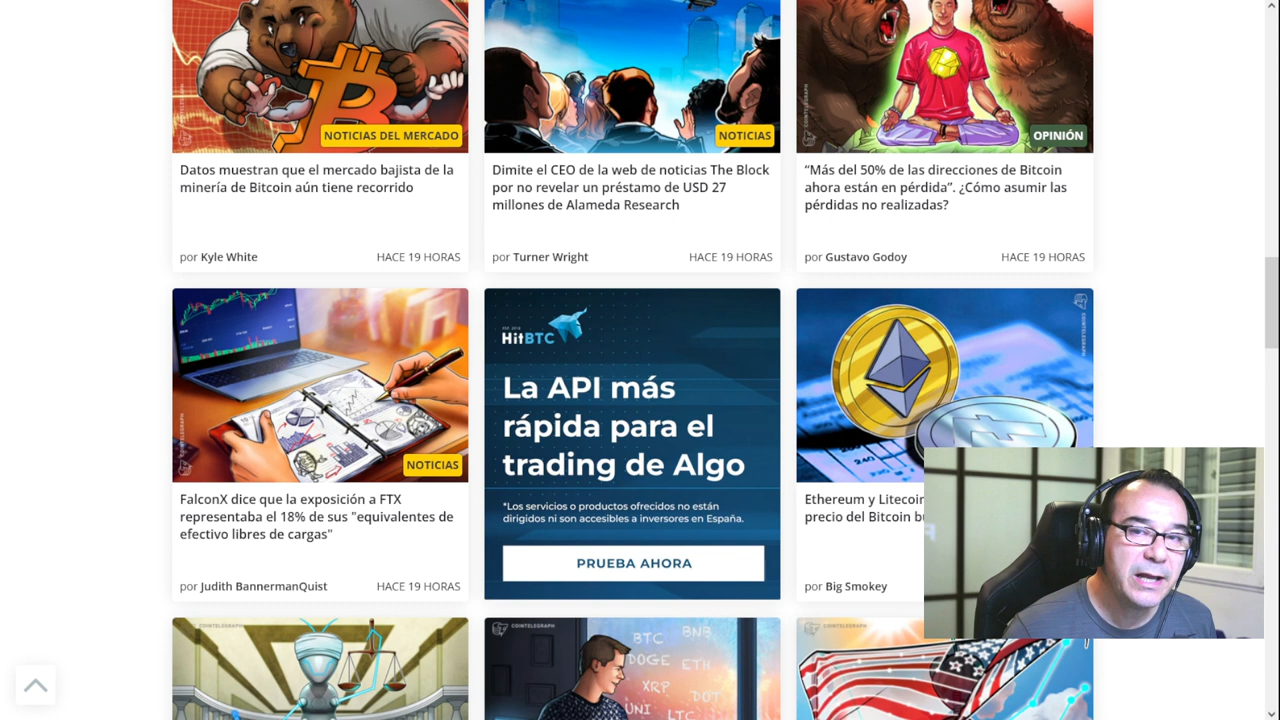 NOTICIAS DEL MERCADO
NOTICIAS
OPINIÓN
Datos muestran que el mercado bajista de la
minería de Bitcoin aún tiene recorrido
por Kyle White
HACE 19 HORAS
Dimite el CEO de la web de noticias The Block
por no revelar un préstamo de USD 27
millones de Alameda Research
por Turner Wright
HACE 19 HORAS
“Más del 50% de las direcciones de Bitcoin
ahora están en pérdida”. ¿Cómo asumir las
pérdidas no realizadas?
por Gustavo Godoy
HACE 19 HORAS
NOTICIAS
FalconX dice que la exposición a FTX
representaba el 18% de sus "equivalentes de
efectivo libres de cargas"
por Judith BannermanQuist
HACE 19 HORAS
HitBTC
La API más
rápida para el
trading de Algo
*Los servicios o productos ofrecidos no están
dirigidos ni son accesibles a inversores en España.
PRUEBA AHORA
240
Ethereum y Litecoin
precio del Bitcoin
por Big Smokey
COINTELEGRAPH
COINTELEGRAPH
BTC BNB
DOGE ETH
XRP DOT
UNI LTC
COINTELEGRAPH